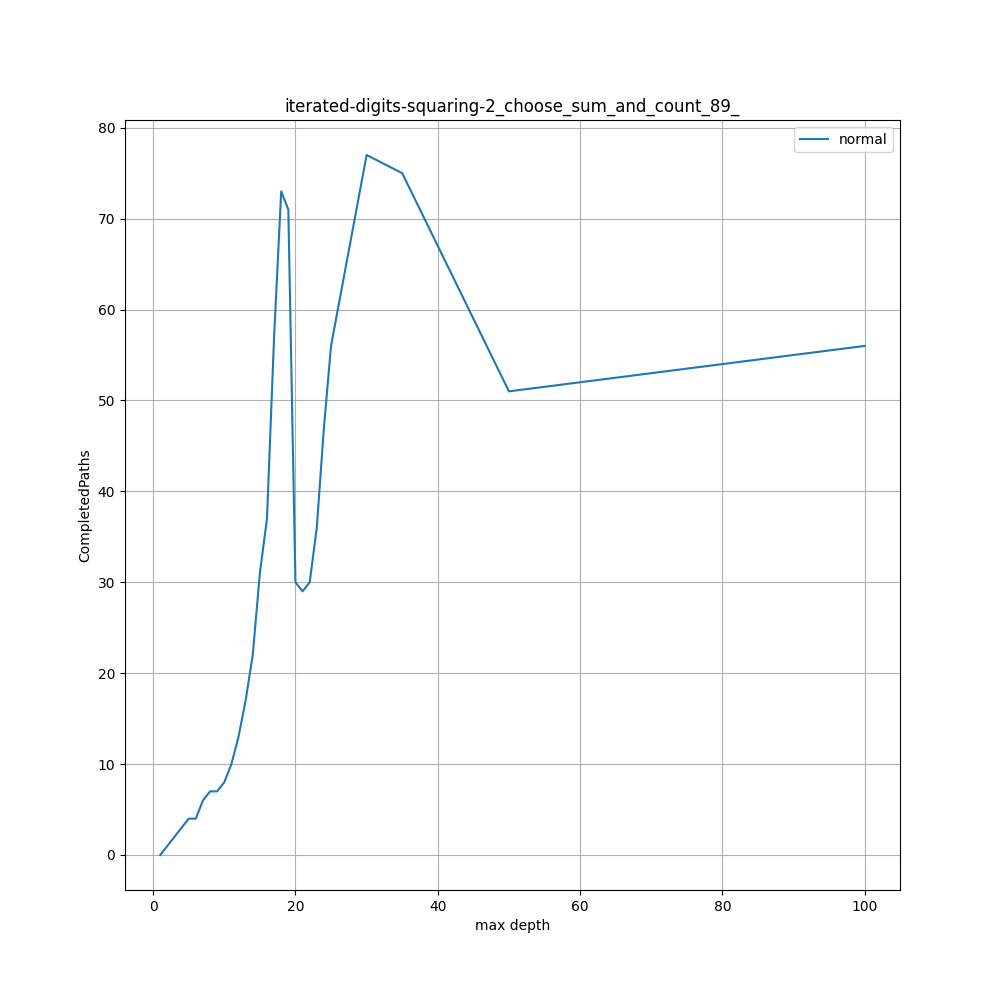 iterated-digits-squaring-2_choose_sum_and_count_89_
normal
80
70
60
50
40
30
20
10
0
CompletedPaths
0 20 40 60 80 100
max depth